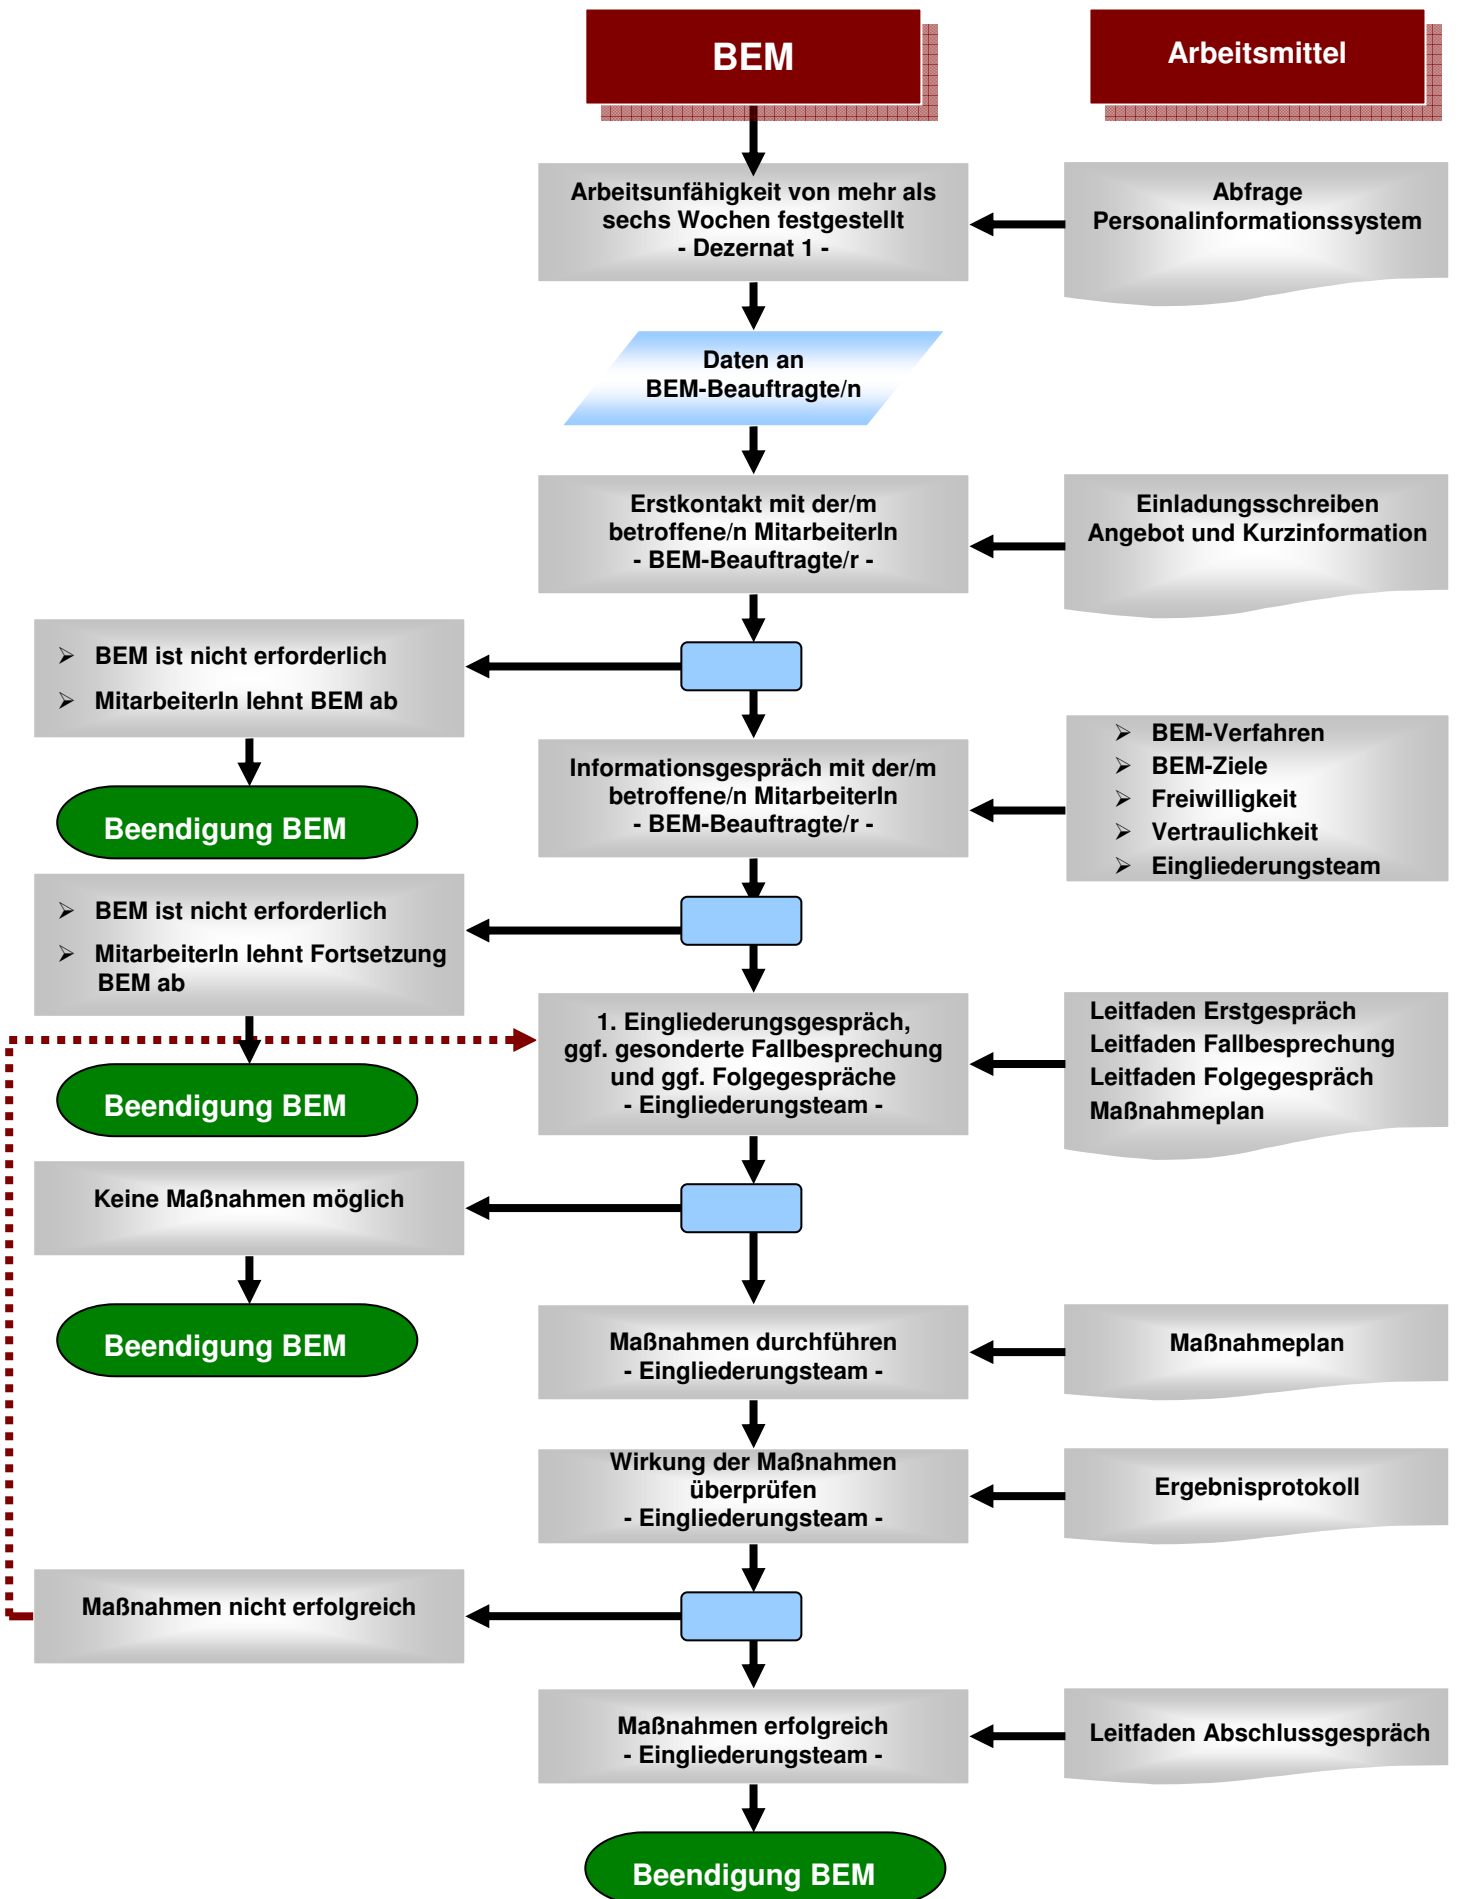 BEM
Arbeitsmittel
Arbeitsunfähigkeit von mehr als
sechs Wochen festgestellt
- Dezernat 1 -
Abfrage
Personalinformationssystem
Daten an
BEM-Beauftragte/n
Erstkontakt mit der/m
betroffene/n MitarbeiterIn
- BEM-Beauftragte/r -
Einladungsschreiben
Angebot und Kurzinformation
➢ BEM ist nicht erforderlich
➢ MitarbeiterIn lehnt BEM ab
Beendigung BEM
Informationsgespräch mit der/m
betroffene/n MitarbeiterIn
- BEM-Beauftragte/r -
➢ BEM-Verfahren
➢ BEM-Ziele
➢ Freiwilligkeit
➢ Vertraulichkeit
➢ Eingliederungsteam
➢ BEM ist nicht erforderlich
➢ MitarbeiterIn lehnt Fortsetzung
BEM ab
Beendigung BEM
1. Eingliederungsgespräch,
ggf. gesonderte Fallbesprechung
und ggf. Folgegespräche
- Eingliederungsteam -
Leitfaden Erstgespräch
Leitfaden Fallbesprechung
Leitfaden Folgegespräch
Maßnahmeplan
Keine Maßnahmen möglich
Beendigung BEM
Maßnahmen durchführen
- Eingliederungsteam -
Maßnahmeplan
Wirkung der Maßnahmen
überprüfen
- Eingliederungsteam -
Ergebnisprotokoll
Maßnahmen nicht erfolgreich
Maßnahmen erfolgreich
- Eingliederungsteam -
Leitfaden Abschlussgespräch
Beendigung BEM